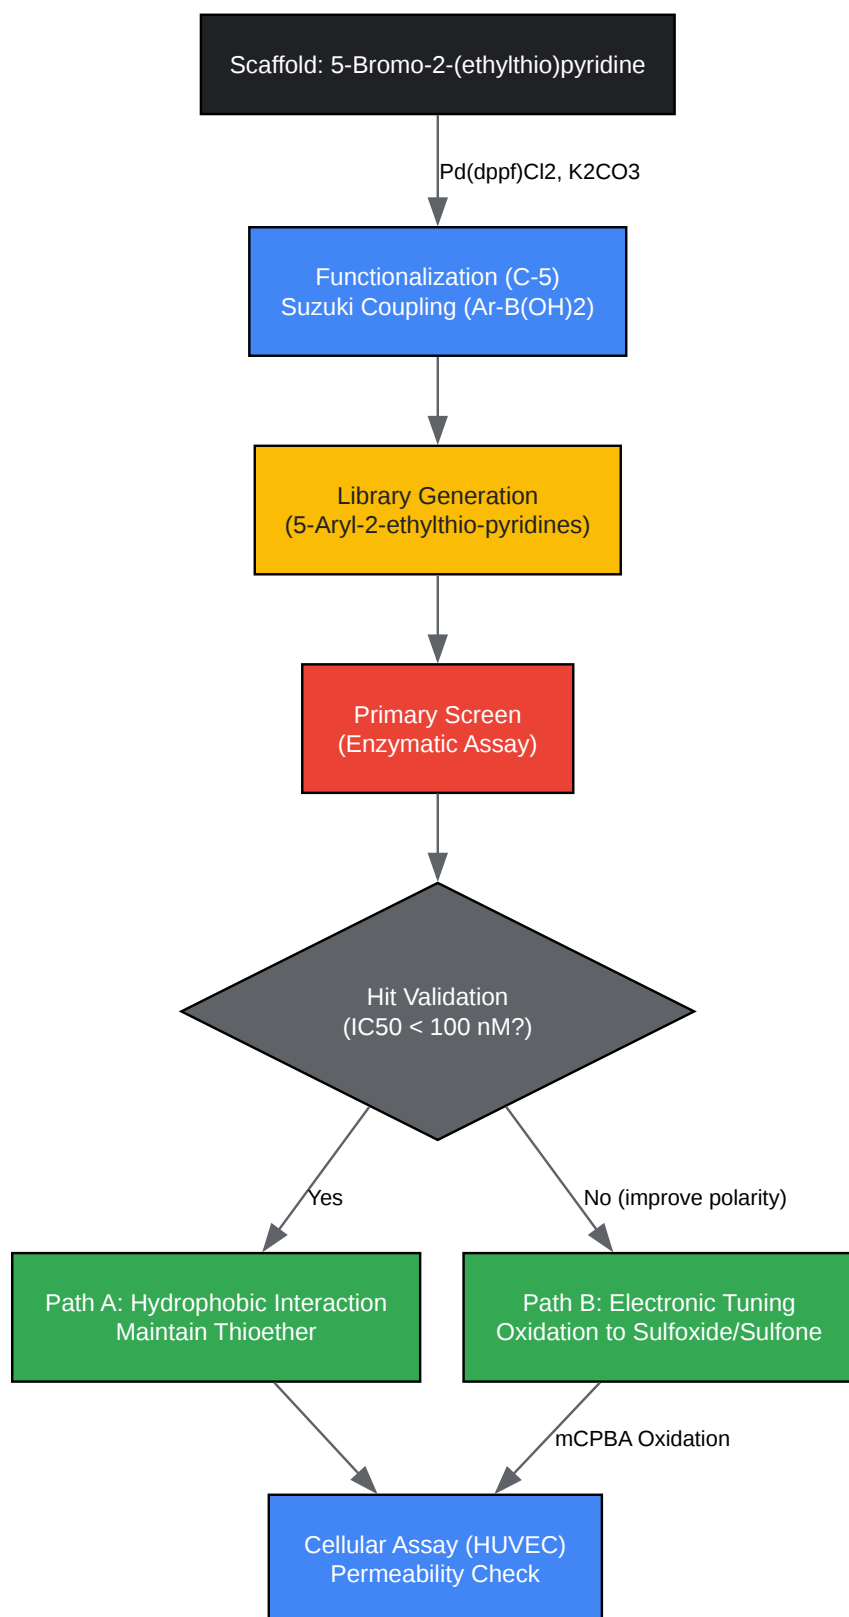 Scaffold: 5-Bromo-2-(ethylthio)pyridine
Pd(dppf)Cl2, K2CO3
Functionalization (C-5)
Suzuki Coupling (Ar-B(OH)2)
Library Generation
(5-Aryl-2-ethylthio-pyridines)
Primary Screen
(Enzymatic Assay)
Hit Validation
(IC50 < 100 nM?)
Yes
No (improve polarity)
Path A: Hydrophobic Interaction
Maintain Thioether
Path B: Electronic Tuning
Oxidation to Sulfoxide/Sulfone
mCPBA Oxidation
Cellular Assay (HUVEC)
Permeability Check